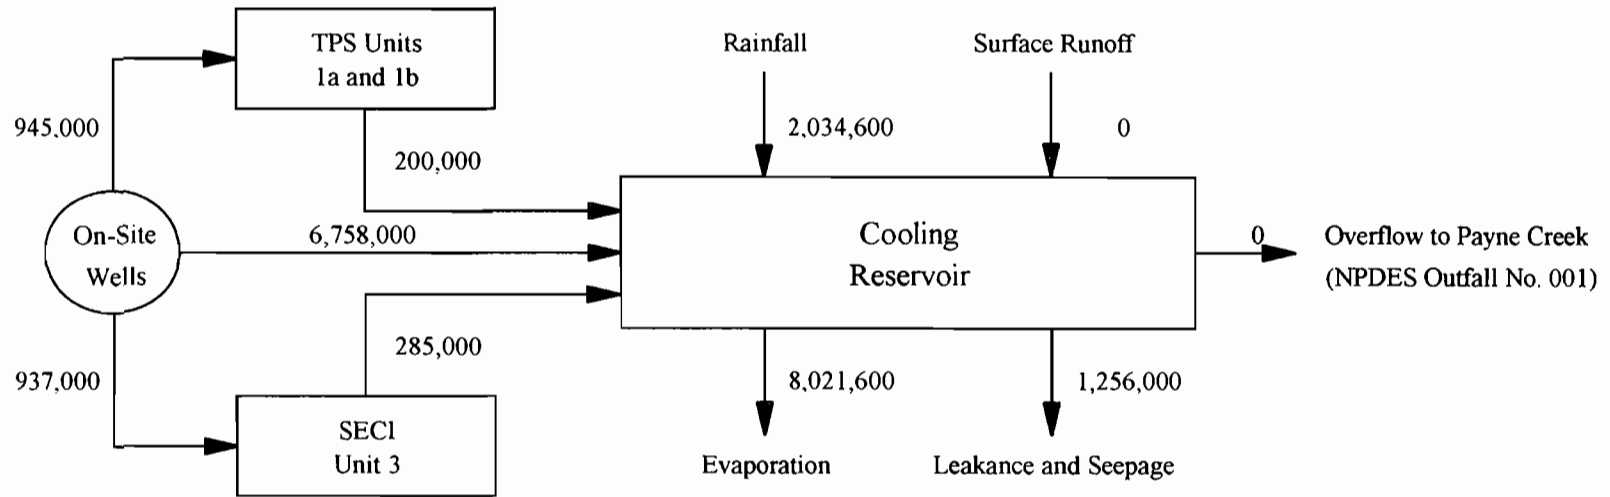 TPS Units
1a and 1b
Rainfall
Surface Runoff
945,000
2,034,600
0
200,000
On-Site
Wells
6,758,000
Cooling
Reservoir
0
Overflow to Payne Creek
(NPDES Outfall No. 001)
285,000
937,000
8,021,600
1,256,000
SEC1
Unit 3
Evaporation
Leakance and Seepage